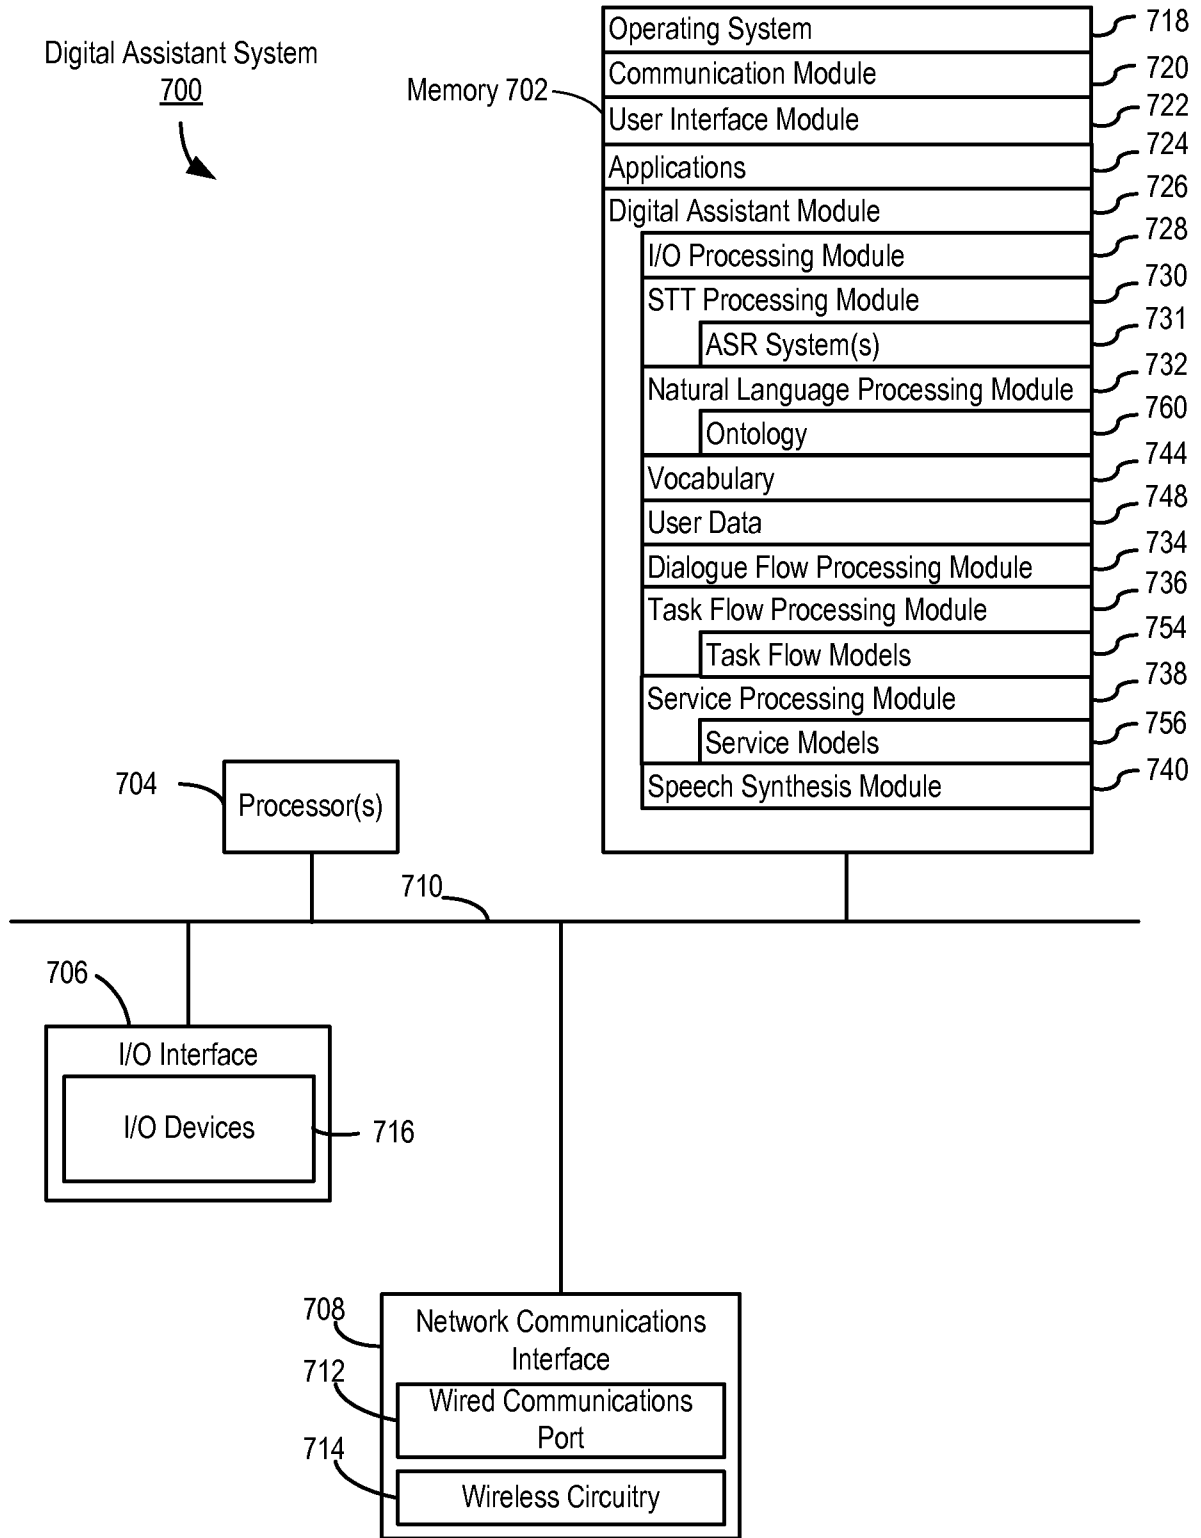 Digital Assistant System
700
Memory 702
Operating System 718
Communication Module 720
User Interface Module 722
Applications 724
Digital Assistant Module 726
I/O Processing Module 728
STT Processing Module 730
ASR System(s) 731
Natural Language Processing Module 732
Ontology 760
Vocabulary 744
User Data 748
Dialogue Flow Processing Module 734
Task Flow Processing Module 736
Task Flow Models 754
Service Processing Module 738
Service Models 756
Speech Synthesis Module 740
704
Processor(s)
710
706
I/O Interface
I/O Devices
716
708
Network Communications
Interface
712
Wired Communications
Port
714
Wireless Circuitry